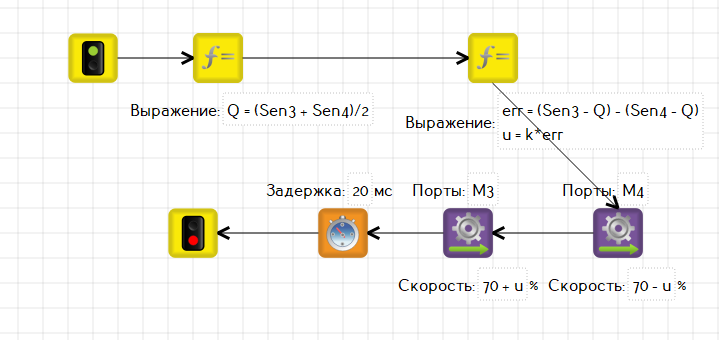 f=
f=
Выражение: Q = (Sen3 + Sen4)/2
Выражение: err = (Sen3 - Q) - (Sen4 - Q)
u = k*err
Задержка: 20 мс
Порты: M3
Порты: M4
Скорость: 70 + u %
Скорость: 70 - u %